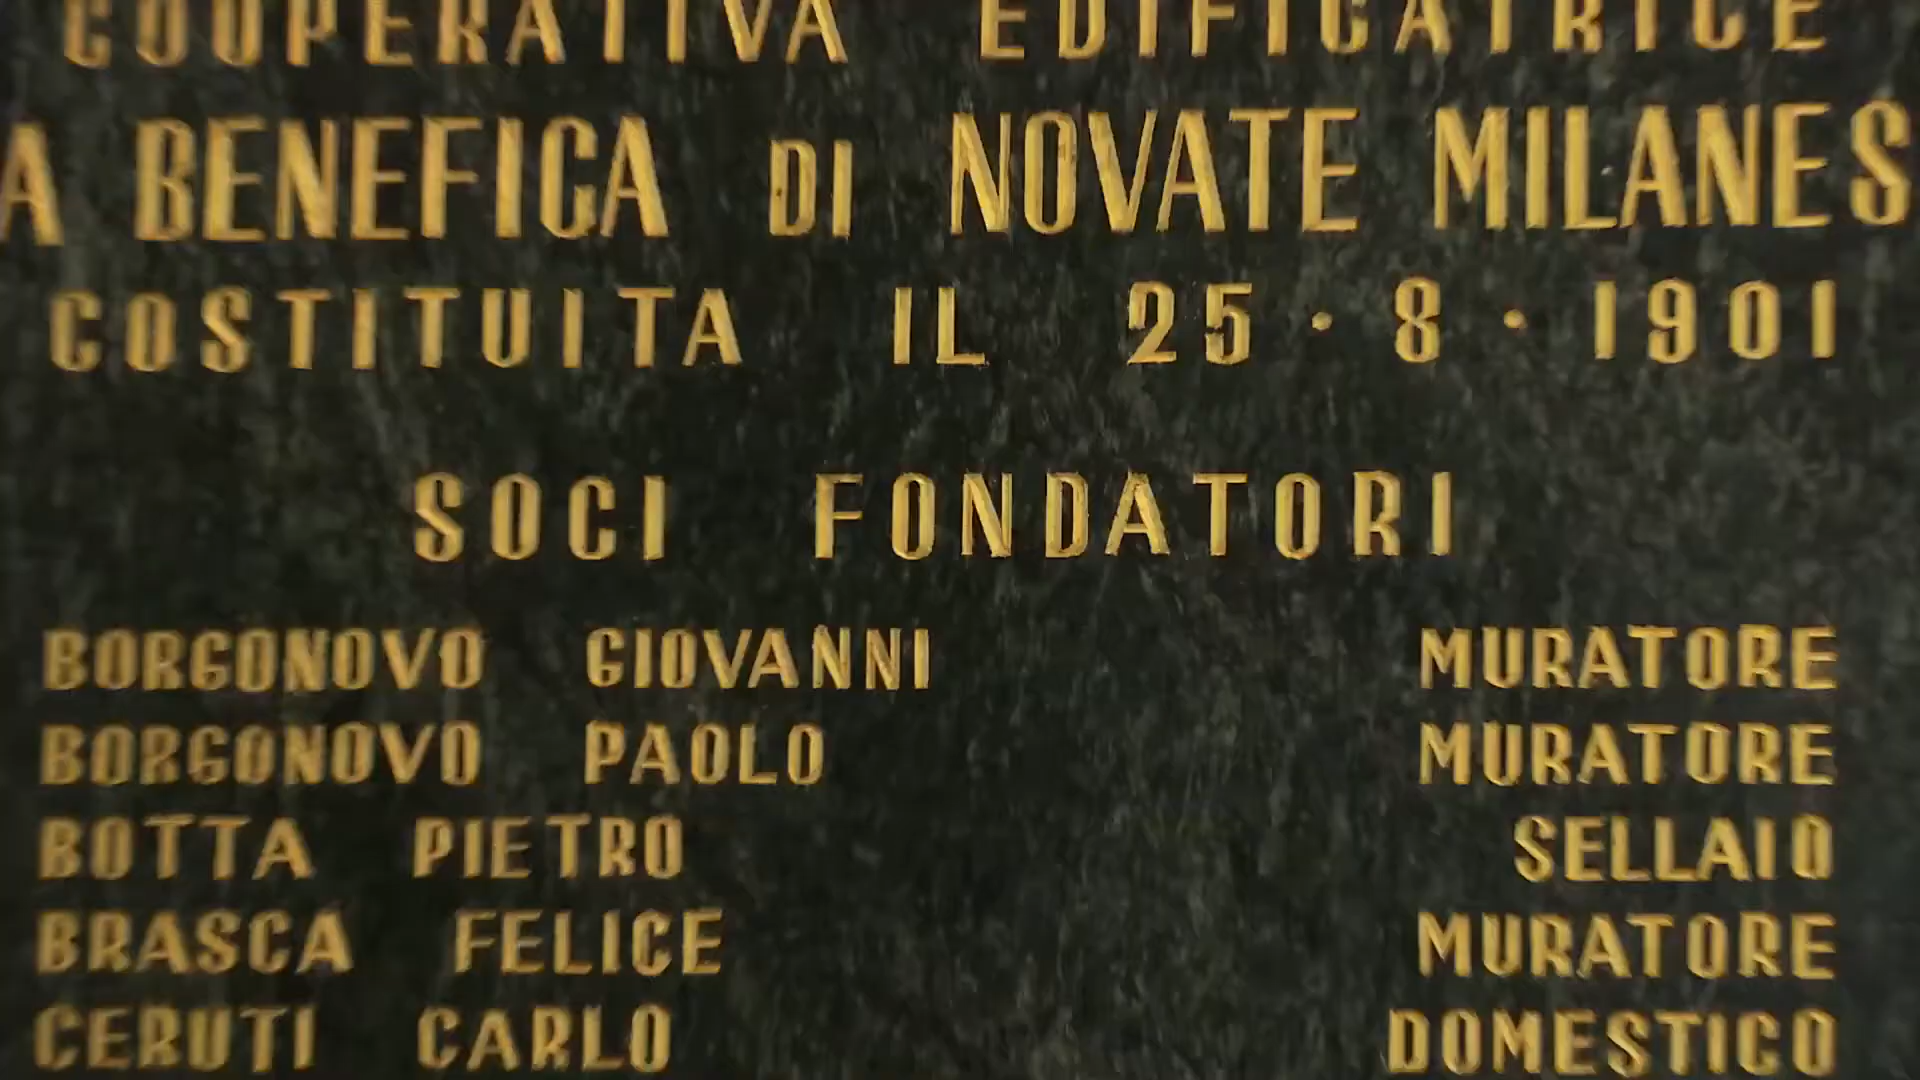 COOPERATIVA EDIFICATRICE
A BENEFICA DI NOVATE MILANES
COSTITUITA IL 25·8·1901
SOCI FONDATORI
BORGONOVO GIOVANNI MURATORE
BORGONOVO PAOLO MURATORE
BOTTA PIETRO SELLAIO
BRASCA FELICE MURATORE
CERUTI CARLO DOMESTICO